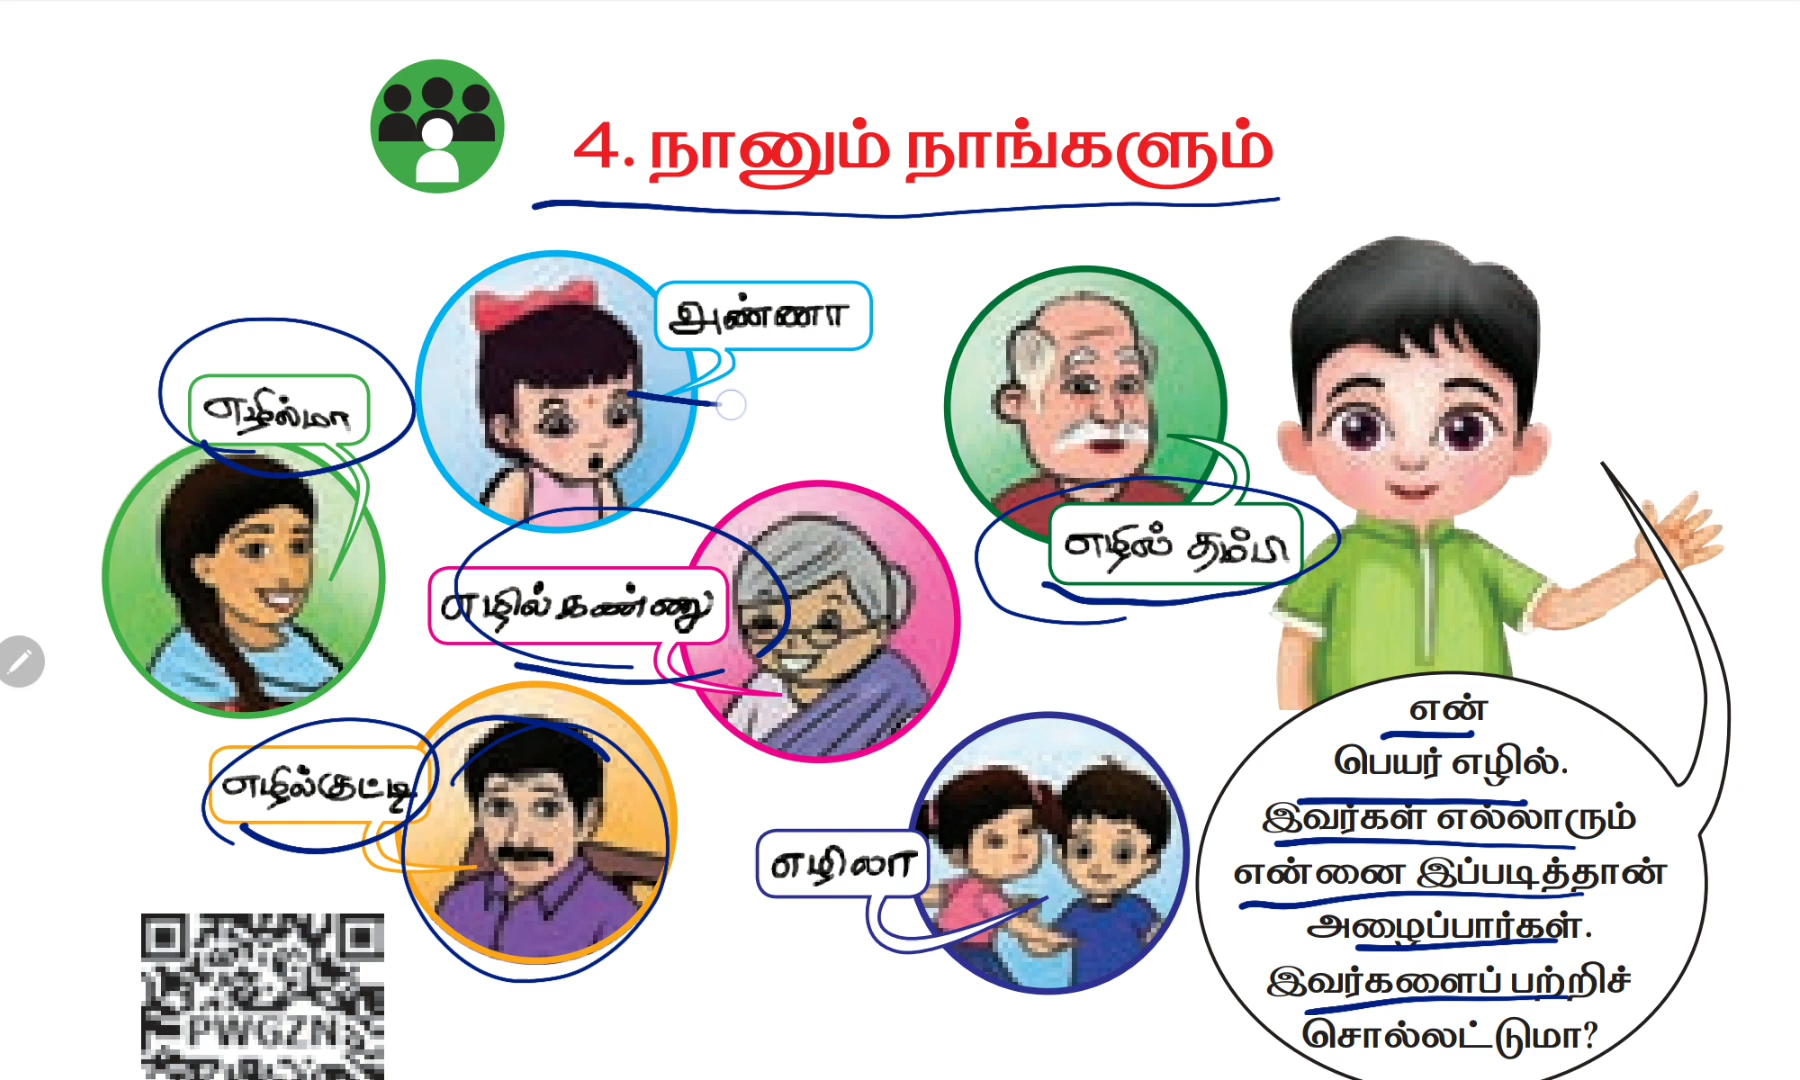 4. நானும் நாங்களும்
அண்ணா
எழில்மா
எழில் தம்பி
எழில்கண்ணு
எழில்குட்டி
எழிலா
என்
பெயர் எழில்.
இவர்கள் எல்லாரும்
என்னை இப்படித்தான்
அழைப்பார்கள்.
இவர்களைப் பற்றிச்
சொல்லட்டுமா?
PWGZN